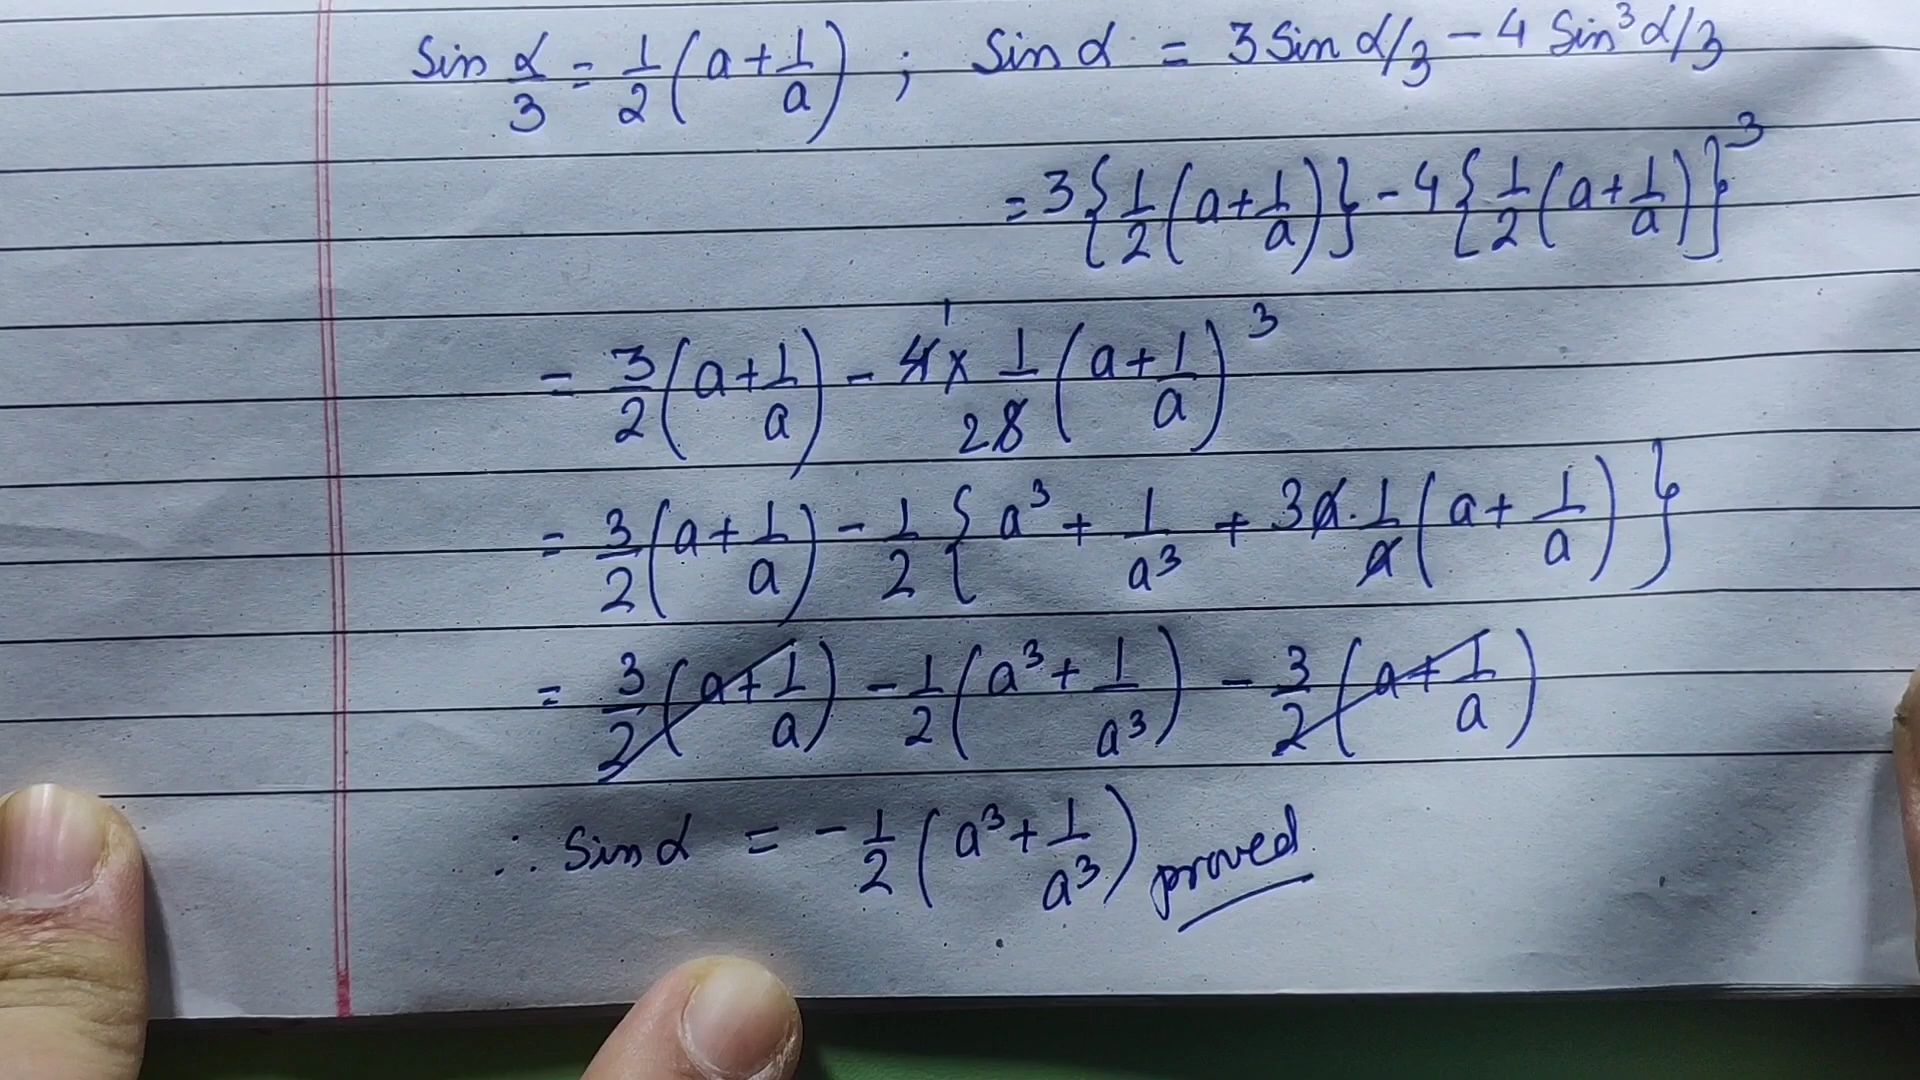 Sin α/3 = 1/2 (a + 1/a) ; Sin α = 3 Sin α/3 − 4 Sin³ α/3
= 3{1/2 (a + 1/a)} − 4{1/2 (a + 1/a)}³
= 3/2 (a + 1/a) − 4¹ × 1/₂8 (a + 1/a)³
= 3/2 (a + 1/a) − 1/2 {a³ + 1/a³ + 3a · 1/a (a + 1/a)}
= 3/2 (a + 1/a) − 1/2 (a³ + 1/a³) − 3/2 (a + 1/a)
∴ Sin α = − 1/2 (a³ + 1/a³) proved